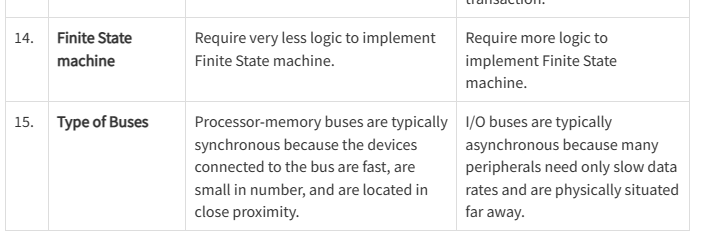 transaction.
14.
Finite State
machine
Require very less logic to implement
Finite State machine.
Require more logic to
implement Finite State
machine.
15.
Type of Buses
Processor-memory buses are typically
synchronous because the devices
connected to the bus are fast, are
small in number, and are located in
close proximity.
I/O buses are typically
asynchronous because many
peripherals need only slow data
rates and are physically situated
far away.